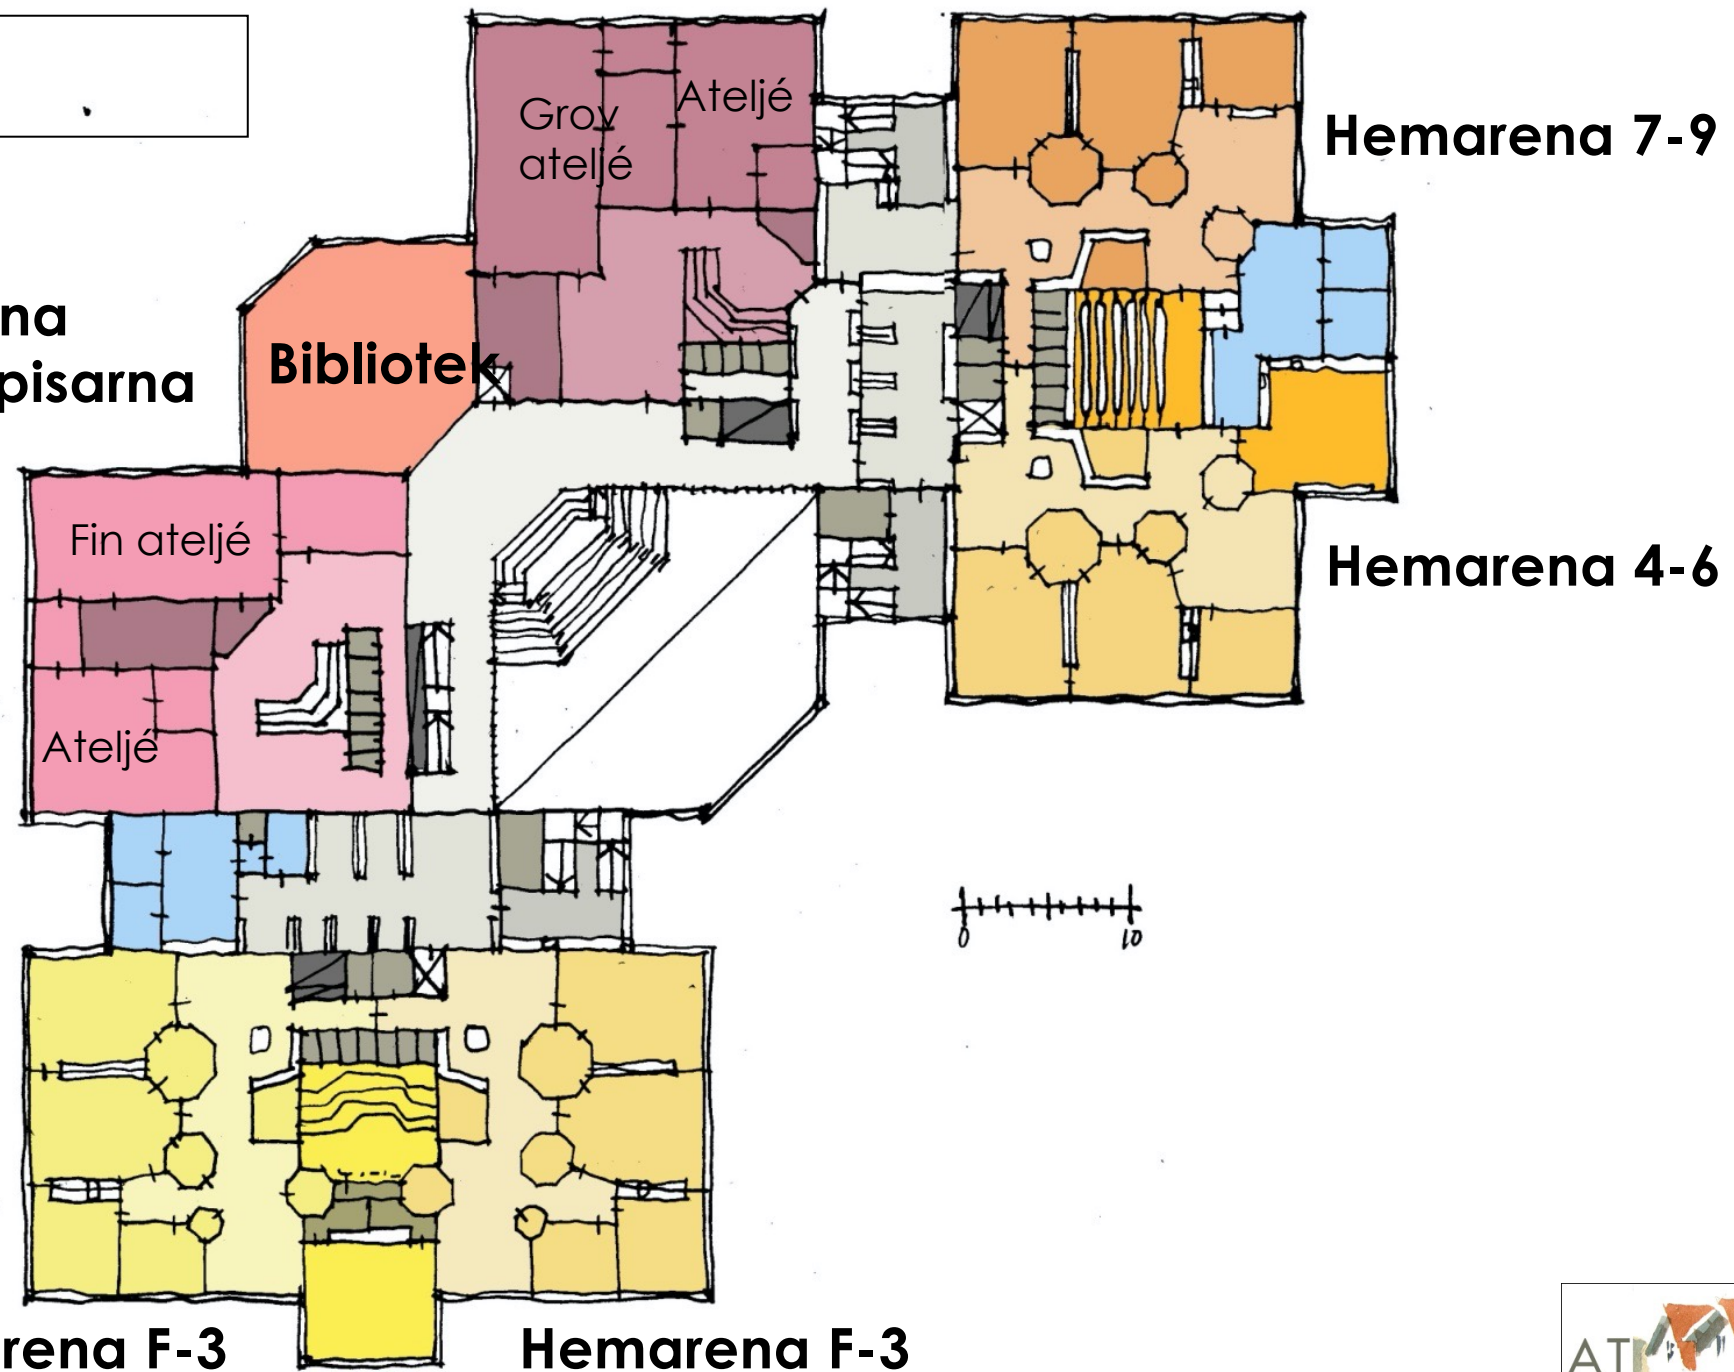 Grov
ateljé
Ateljé
Hemarena 7-9
na
pisarna
Bibliotek
Fin ateljé
Hemarena 4-6
Ateljé
0 10
rena F-3
Hemarena F-3